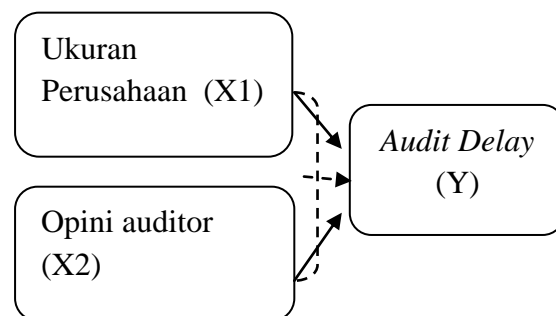 Ukuran
Perusahaan (X1)
Audit Delay
(Y)
Opini auditor
(X2)